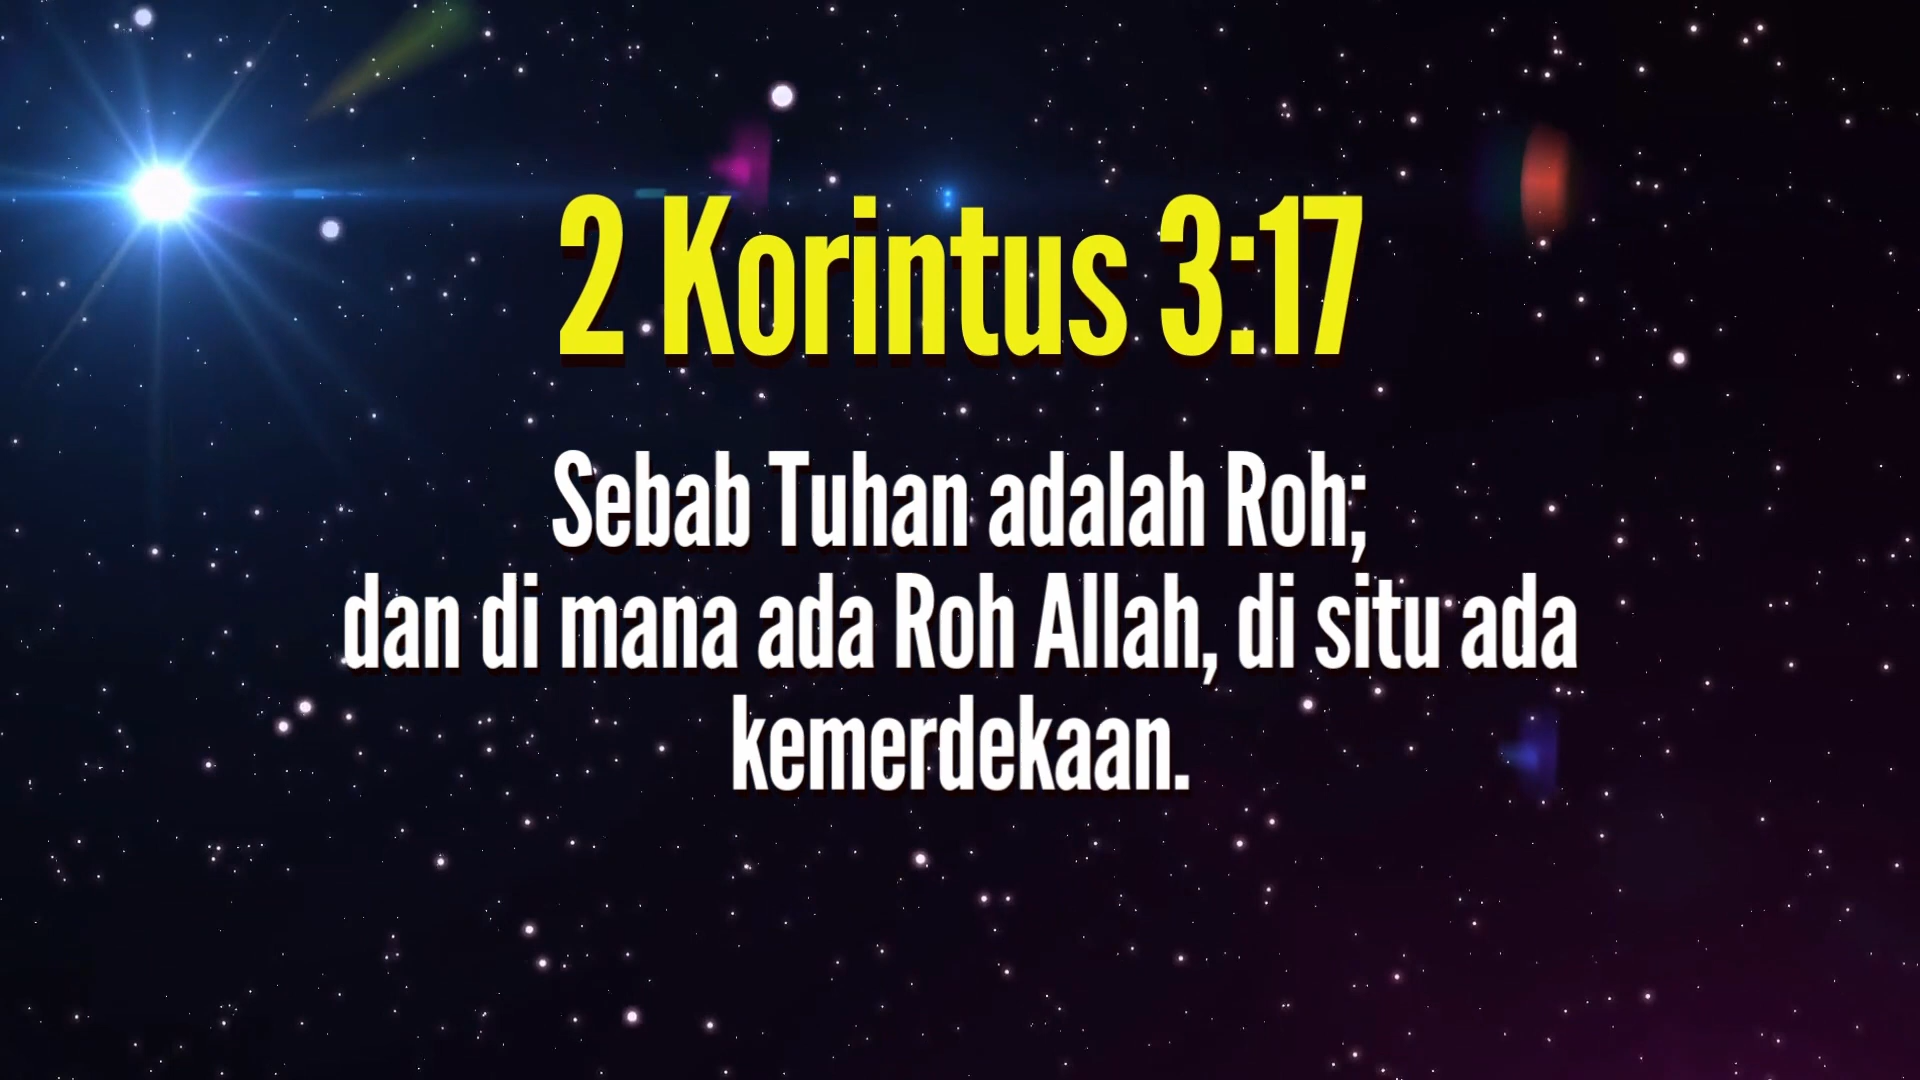 2 Korintus 3:17
Sebab Tuhan adalah Roh;
dan di mana ada Roh Allah, di situ ada
kemerdekaan.